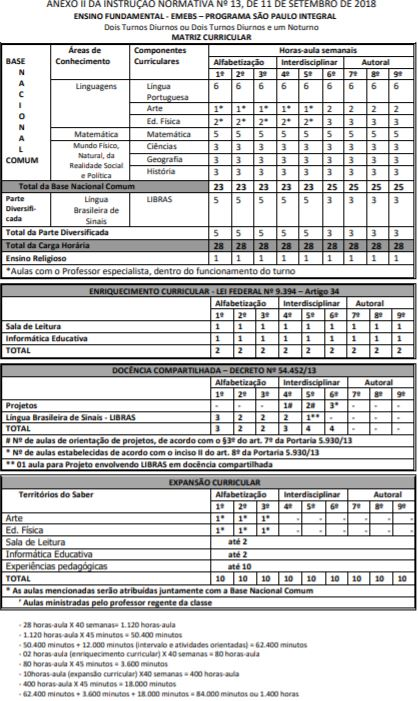 ANEXO II DA INSTRUÇÃO NORMATIVA Nº 13, DE 11 DE SETEMBRO DE 2018
ENSINO FUNDAMENTAL - EMEBS – PROGRAMA SÃO PAULO INTEGRAL
Dois Turnos Diurnos ou Dois Turnos Diurnos e um Noturno
MATRIZ CURRICULAR
BASE NACIONAL COMUM
Áreas de Conhecimento Componentes Curriculares Horas-aula semanais
Alfabetização Interdisciplinar Autoral
1º 2º 3º 4º 5º 6º 7º 8º 9º
Linguagens Língua Portuguesa 6 6 6 6 6 6 6 6 6
Arte 1* 1* 1* 1* 1* 2 2 2 2
Ed. Física 2* 2* 2* 2* 2* 3 3 3 3
Matemática Matemática 5 5 5 5 5 5 5 5 5
Mundo Físico, Natural, da Realidade Social e Política Ciências 3 3 3 3 3 3 3 3 3
Geografia 3 3 3 3 3 3 3 3 3
História 3 3 3 3 3 3 3 3 3
Total da Base Nacional Comum 23 23 23 23 23 25 25 25 25
Parte Diversifi-cada Língua Brasileira de Sinais LIBRAS 5 5 5 5 5 3 3 3 3
Total da Parte Diversificada 5 5 5 5 5 3 3 3 3
Total da Carga Horária 28 28 28 28 28 28 28 28 28
Ensino Religioso 1 1 1 1 1 1 1 1 1
*Aulas com o Professor especialista, dentro do funcionamento do turno
ENRIQUECIMENTO CURRICULAR - LEI FEDERAL Nº 9.394 – Artigo 34
Alfabetização Interdisciplinar Autoral
1º 2º 3º 4º 5º 6º 7º 8º 9º
Sala de Leitura 1 1 1 1 1 1 1 1 1
Informática Educativa 1 1 1 1 1 1 1 1 1
TOTAL 2 2 2 2 2 2 2 2 2
DOCÊNCIA COMPARTILHADA – DECRETO Nº 54.452/13
Alfabetização Interdisciplinar Autoral
1º 2º 3º 4º 5º 6º 7º 8º 9º
Projetos - - - 1# 2# 3* - - -
Língua Brasileira de Sinais - LIBRAS 3 2 2 2 1** - - - -
TOTAL 3 2 2 3 4 4 - - -
# Nº de aulas de orientação de projetos, de acordo com o §3º do art. 7º da Portaria 5.930/13
* Nº de aulas estabelecidas de acordo com o inciso II do art. 8º da Portaria 5.930/13
** 01 aula para Projeto envolvendo LIBRAS em docência compartilhada
EXPANSÃO CURRICULAR
Territórios do Saber Alfabetização Interdisciplinar Autoral
1º 2º 3º 4º 5º 6º 7º 8º 9º
Arte 1* 1* 1* - - - - - -
Ed. Física 1* 1* 1* - - - - - -
Sala de Leitura até 2
Informática Educativa até 2
Experiências pedagógicas até 10
TOTAL 10 10 10 10 10 10 10 10 10
* As aulas mencionadas serão atribuídas juntamente com a Base Nacional Comum
' Aulas ministradas pelo professor regente da classe
- 28 horas-aula X 40 semanas= 1.120 horas-aula
- 1.120 horas-aula X 45 minutos = 50.400 minutos
- 50.400 minutos + 12.000 minutos (intervalo e atividades orientadas) = 62.400 minutos
- 02 horas-aula (enriquecimento curricular) X 40 semanas = 80 horas-aula
- 80 horas-aula X 45 minutos = 3.600 minutos
- 10horas-aula (expansão curricular) X40 semanas = 400 horas-aula
- 400 horas-aula X 45 minutos = 18.000 minutos
- 62.400 minutos + 3.600 minutos + 18.000 minutos = 84.000 minutos ou 1.400 horas